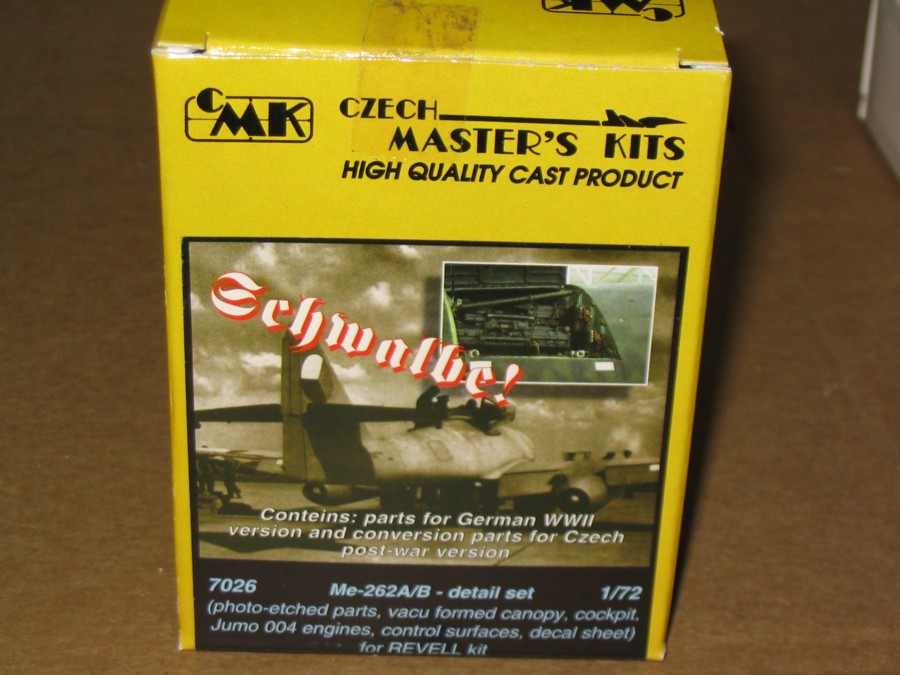 CMK
CMK
CZECH
MASTER'S KITS
HIGH QUALITY CAST PRODUCT
Schwalbe!
Conteins: parts for German WWII
version and conversion parts for Czech
post-war version
7026 Me-262A/B - detail set 1/72
(photo-etched parts, vacu formed canopy, cockpit,
Jumo 004 engines, control surfaces, decal sheet)
for REVELL kit